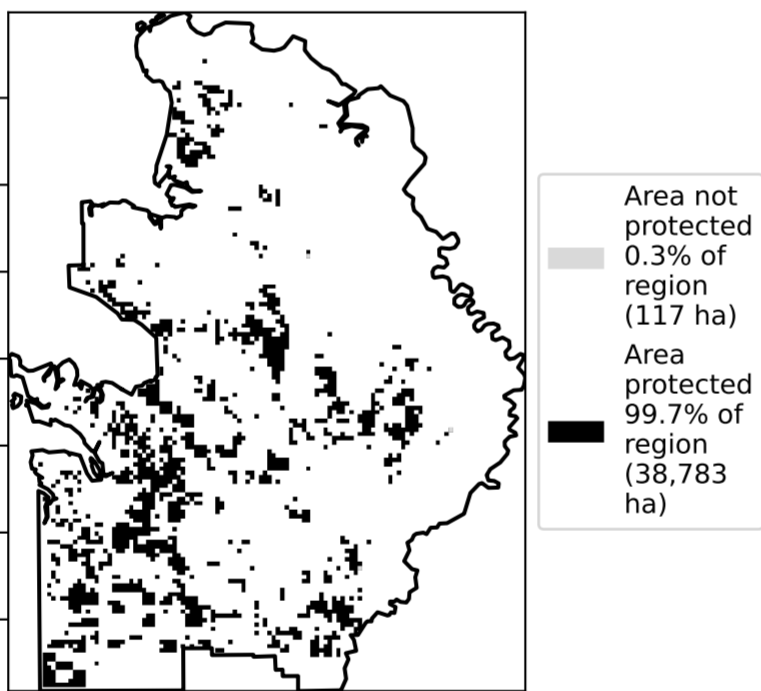 Area not
protected
0.3% of
region
(117 ha)
Area
protected
99.7% of
region
(38,783
ha)